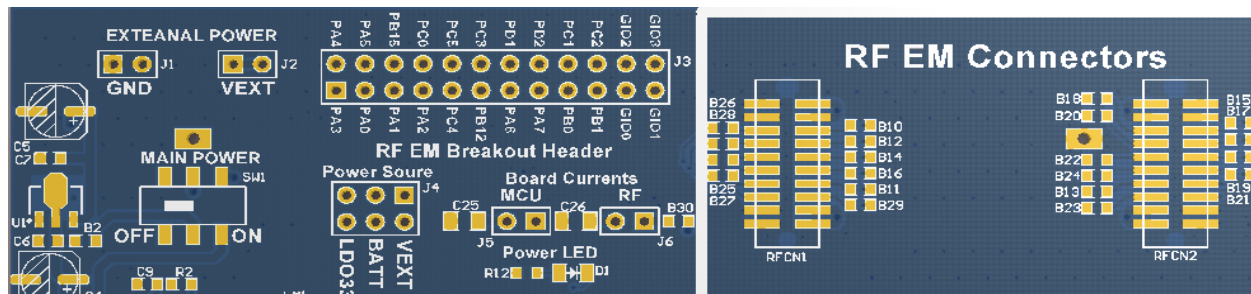 EXTEANAL POWER
J1
J2
GND
VEXT
PA4 PA5 PB15 PC0 PC5 PC3 PD1 PD2 PC1 PC2 GID2 GID3
J3
PA3 PA0 PA1 PA2 PC4 PB12 PA6 PA7 PB0 PB1 GID0 GID1
RF EM Breakout Header
C5
C7
MAIN POWER
SW1
U1*
C6
B2
OFF
ON
C9
R2
Power Soure
J4
LDO33
BATT
VEXT
Board Currents
MCU
RF
C25
C26
B30
J5
J6
Power LED
R12
D1
RF EM Connectors
B26
B28
B25
B27
B10
B12
B14
B16
B11
B29
RFCN1
B18
B20
B22
B24
B13
B23
B15
B17
B19
B21
RFCN2